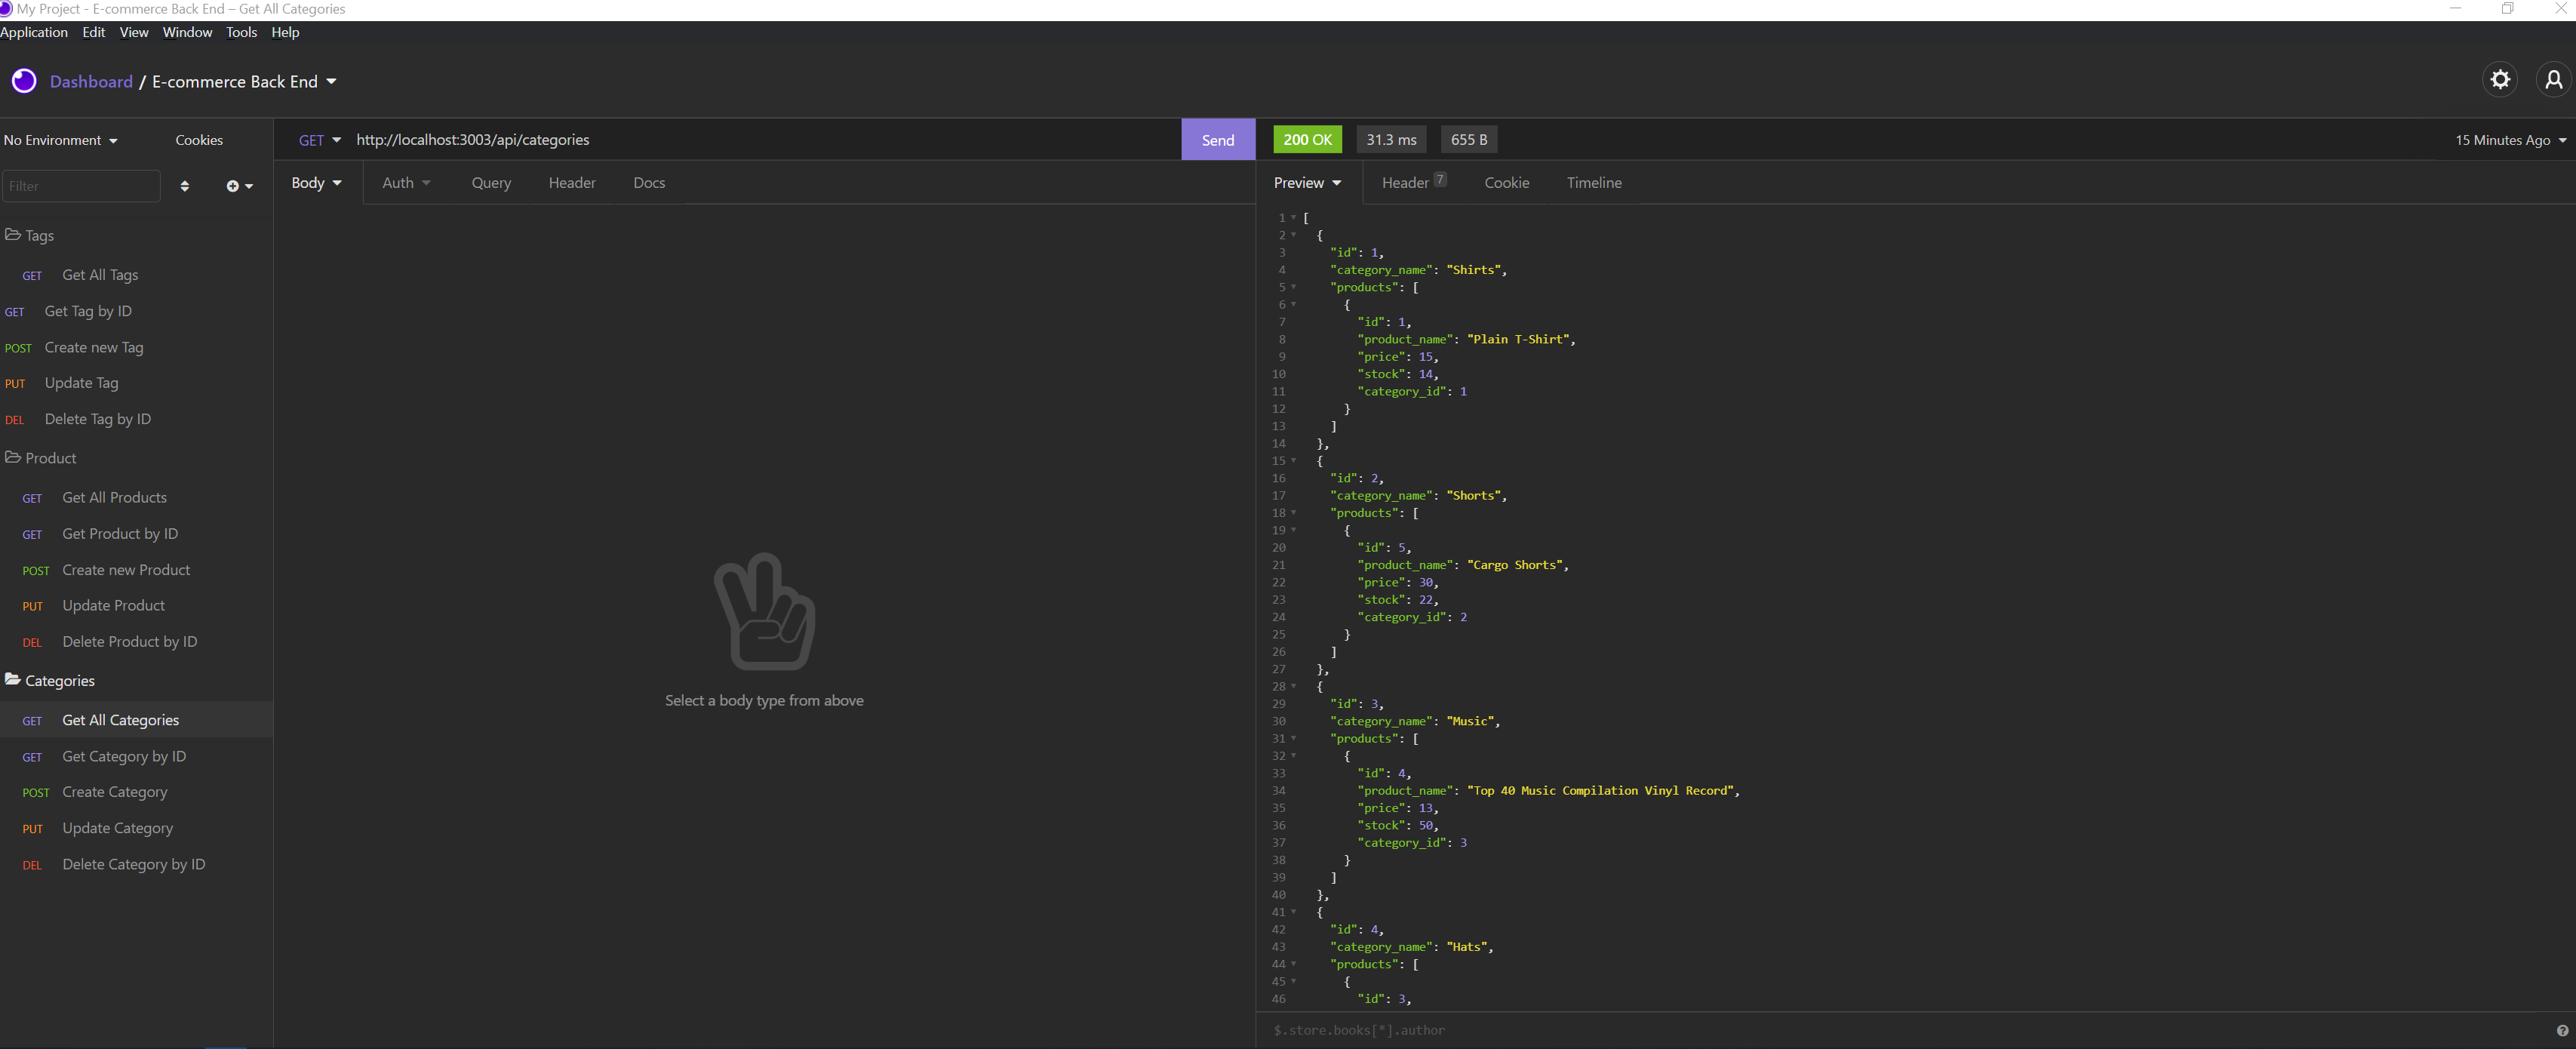 My Project - E-commerce Back End – Get All Categories
Application Edit View Window Tools Help
Dashboard / E-commerce Back End
No Environment Cookies
GET http://localhost:3003/api/categories Send
200 OK 31.3 ms 655 B 15 Minutes Ago
Filter
Body Auth Query Header Docs
Preview Header 7 Cookie Timeline
Tags
GET Get All Tags
GET Get Tag by ID
POST Create new Tag
PUT Update Tag
DEL Delete Tag by ID
Product
GET Get All Products
GET Get Product by ID
POST Create new Product
PUT Update Product
DEL Delete Product by ID
Categories
GET Get All Categories
GET Get Category by ID
POST Create Category
PUT Update Category
DEL Delete Category by ID
Select a body type from above
1 [
2 {
3 "id": 1,
4 "category_name": "Shirts",
5 "products": [
6 {
7 "id": 1,
8 "product_name": "Plain T-Shirt",
9 "price": 15,
10 "stock": 14,
11 "category_id": 1
12 }
13 ]
14 },
15 {
16 "id": 2,
17 "category_name": "Shorts",
18 "products": [
19 {
20 "id": 5,
21 "product_name": "Cargo Shorts",
22 "price": 30,
23 "stock": 22,
24 "category_id": 2
25 }
26 ]
27 },
28 {
29 "id": 3,
30 "category_name": "Music",
31 "products": [
32 {
33 "id": 4,
34 "product_name": "Top 40 Music Compilation Vinyl Record",
35 "price": 13,
36 "stock": 50,
37 "category_id": 3
38 }
39 ]
40 },
41 {
42 "id": 4,
43 "category_name": "Hats",
44 "products": [
45 {
46 "id": 3,
$.store.books[*].author